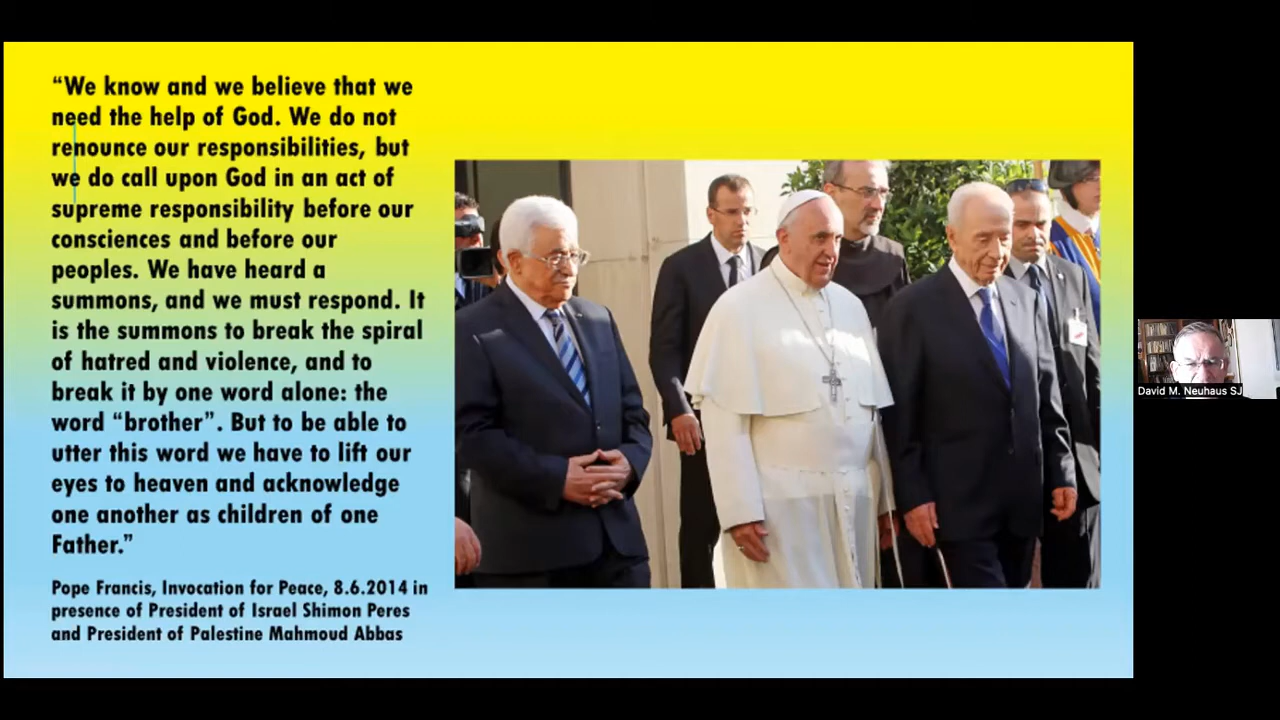 “We know and we believe that we
need the help of God. We do not
renounce our responsibilities, but
we do call upon God in an act of
supreme responsibility before our
consciences and before our
peoples. We have heard a
summons, and we must respond. It
is the summons to break the spiral
of hatred and violence, and to
break it by one word alone: the
word “brother”. But to be able to
utter this word we have to lift our
eyes to heaven and acknowledge
one another as children of one
Father.”
Pope Francis, Invocation for Peace, 8.6.2014 in
presence of President of Israel Shimon Peres
and President of Palestine Mahmoud Abbas
David M. Neuhaus SJ